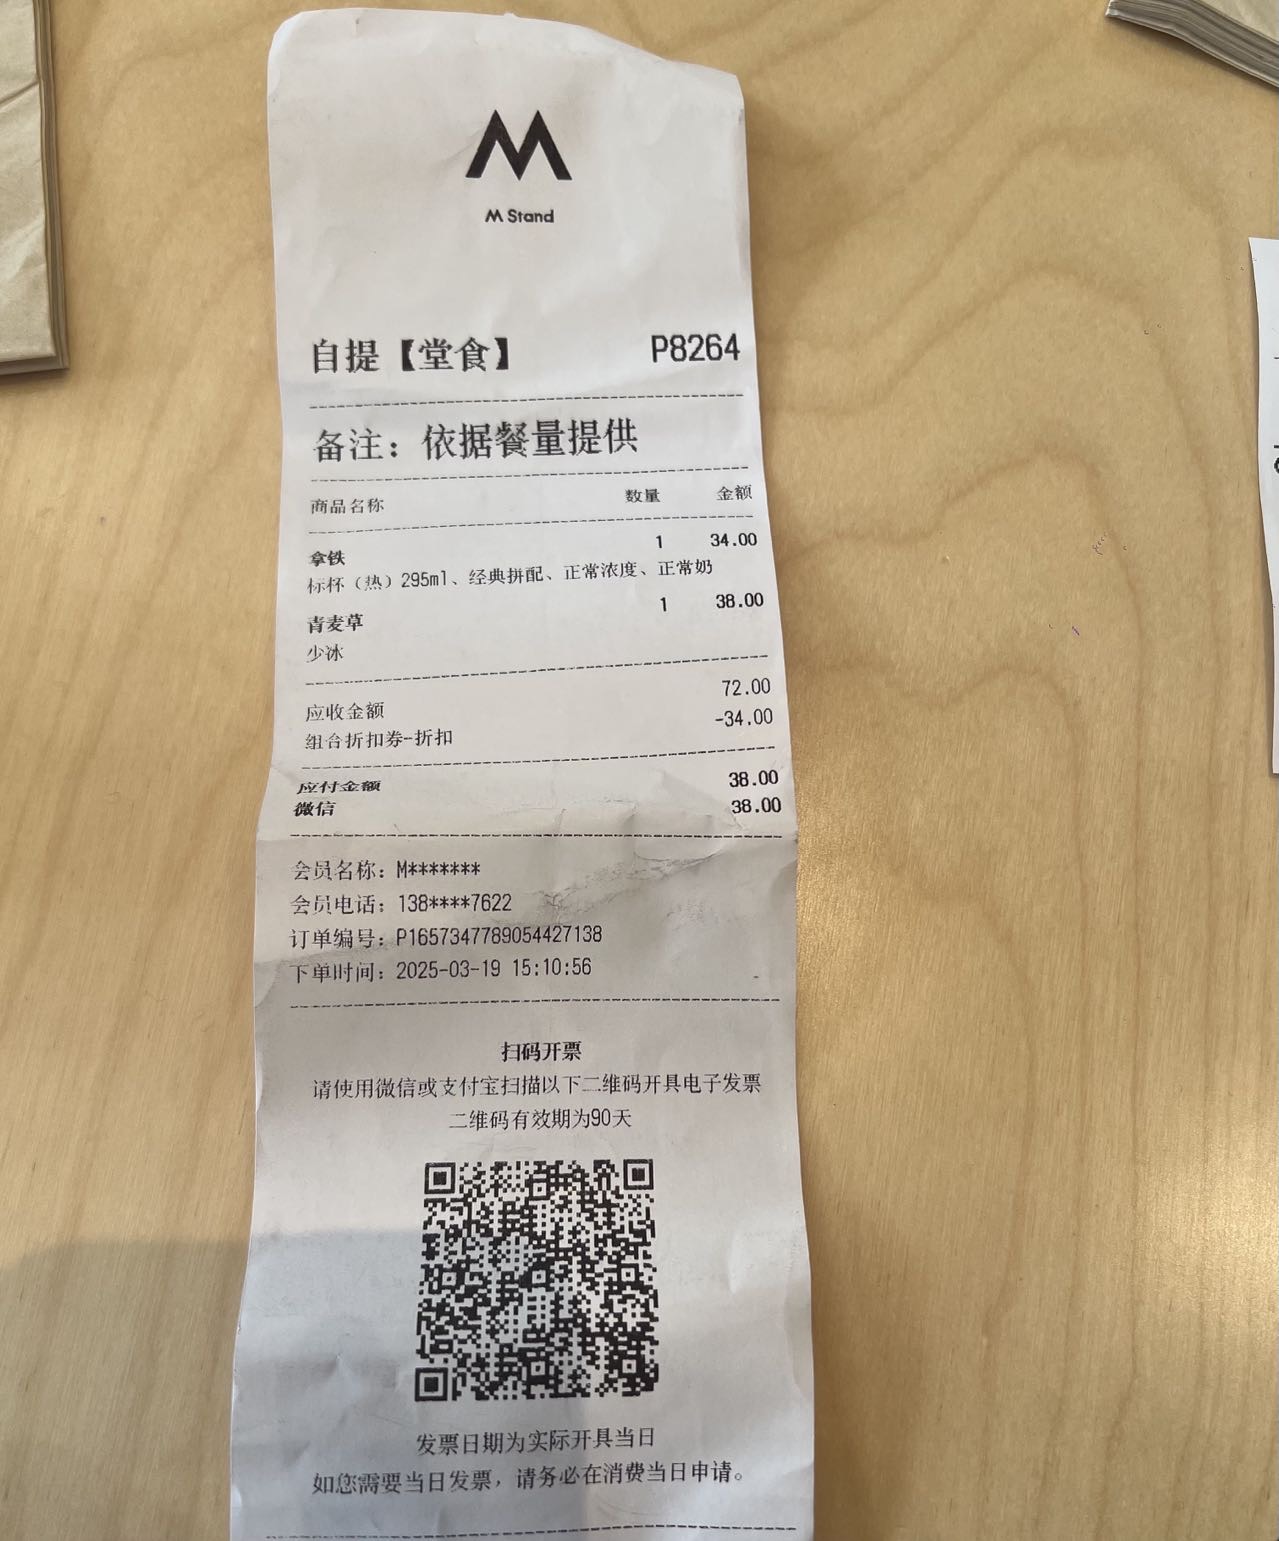 M Stand
自提【堂食】 P8264
备注：依据餐量提供
商品名称 数量 金额
拿铁 1 34.00
标杯（热）295ml、经典拼配、正常浓度、正常奶
青麦草 1 38.00
少冰
应收金额 72.00
组合折扣券-折扣 -34.00
应付金额 38.00
微信 38.00
会员名称：M*******
会员电话：138****7622
订单编号：P1657347789054427138
下单时间：2025-03-19 15:10:56
扫码开票
请使用微信或支付宝扫描以下二维码开具电子发票
二维码有效期为90天
发票日期为实际开具当日
如您需要当日发票，请务必在消费当日申请。